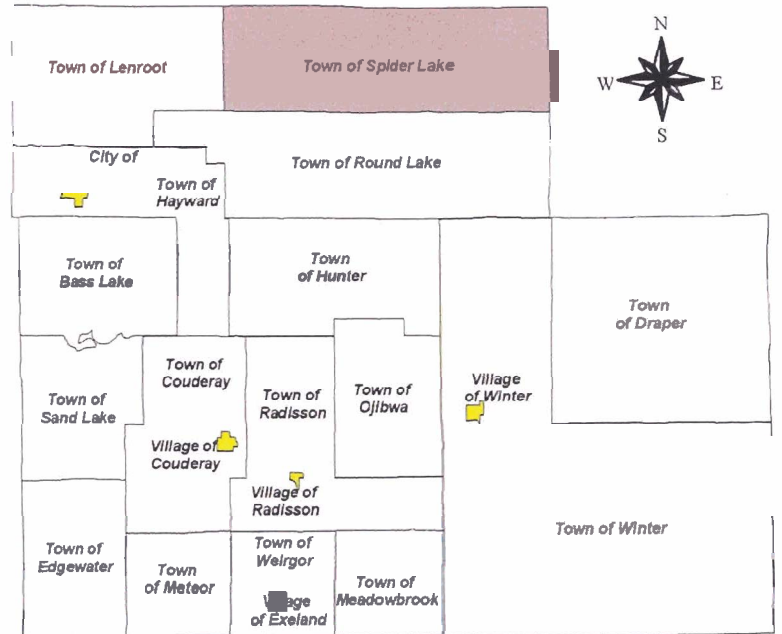 Town of Lenroot
Town of Spider Lake
N
W
E
S
City of
Town of
Hayward
Town of Round Lake
Town of
Bass Lake
Town
of Hunter
Town
of Draper
Town of
Sand Lake
Town of
Couderay
Village of
Couderay
Town of
Radisson
Village of
Radisson
Town of
Ojibwa
Village
of Winter
Town of Winter
Town of
Edgewater
Town
of Meteor
Town of
Weirgor
of Exeland
Town of
Meadowbrook